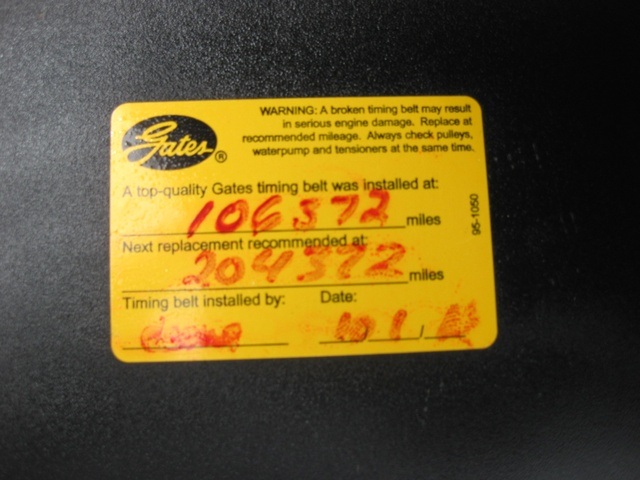 Gates®
WARNING: A broken timing belt may result
in serious engine damage. Replace at
recommended mileage. Always check pulleys,
waterpump and tensioners at the same time.
A top-quality Gates timing belt was installed at:
106372 miles
Next replacement recommended at:
204372 miles
Timing belt installed by: Date:
10 / 1 /
95-1050